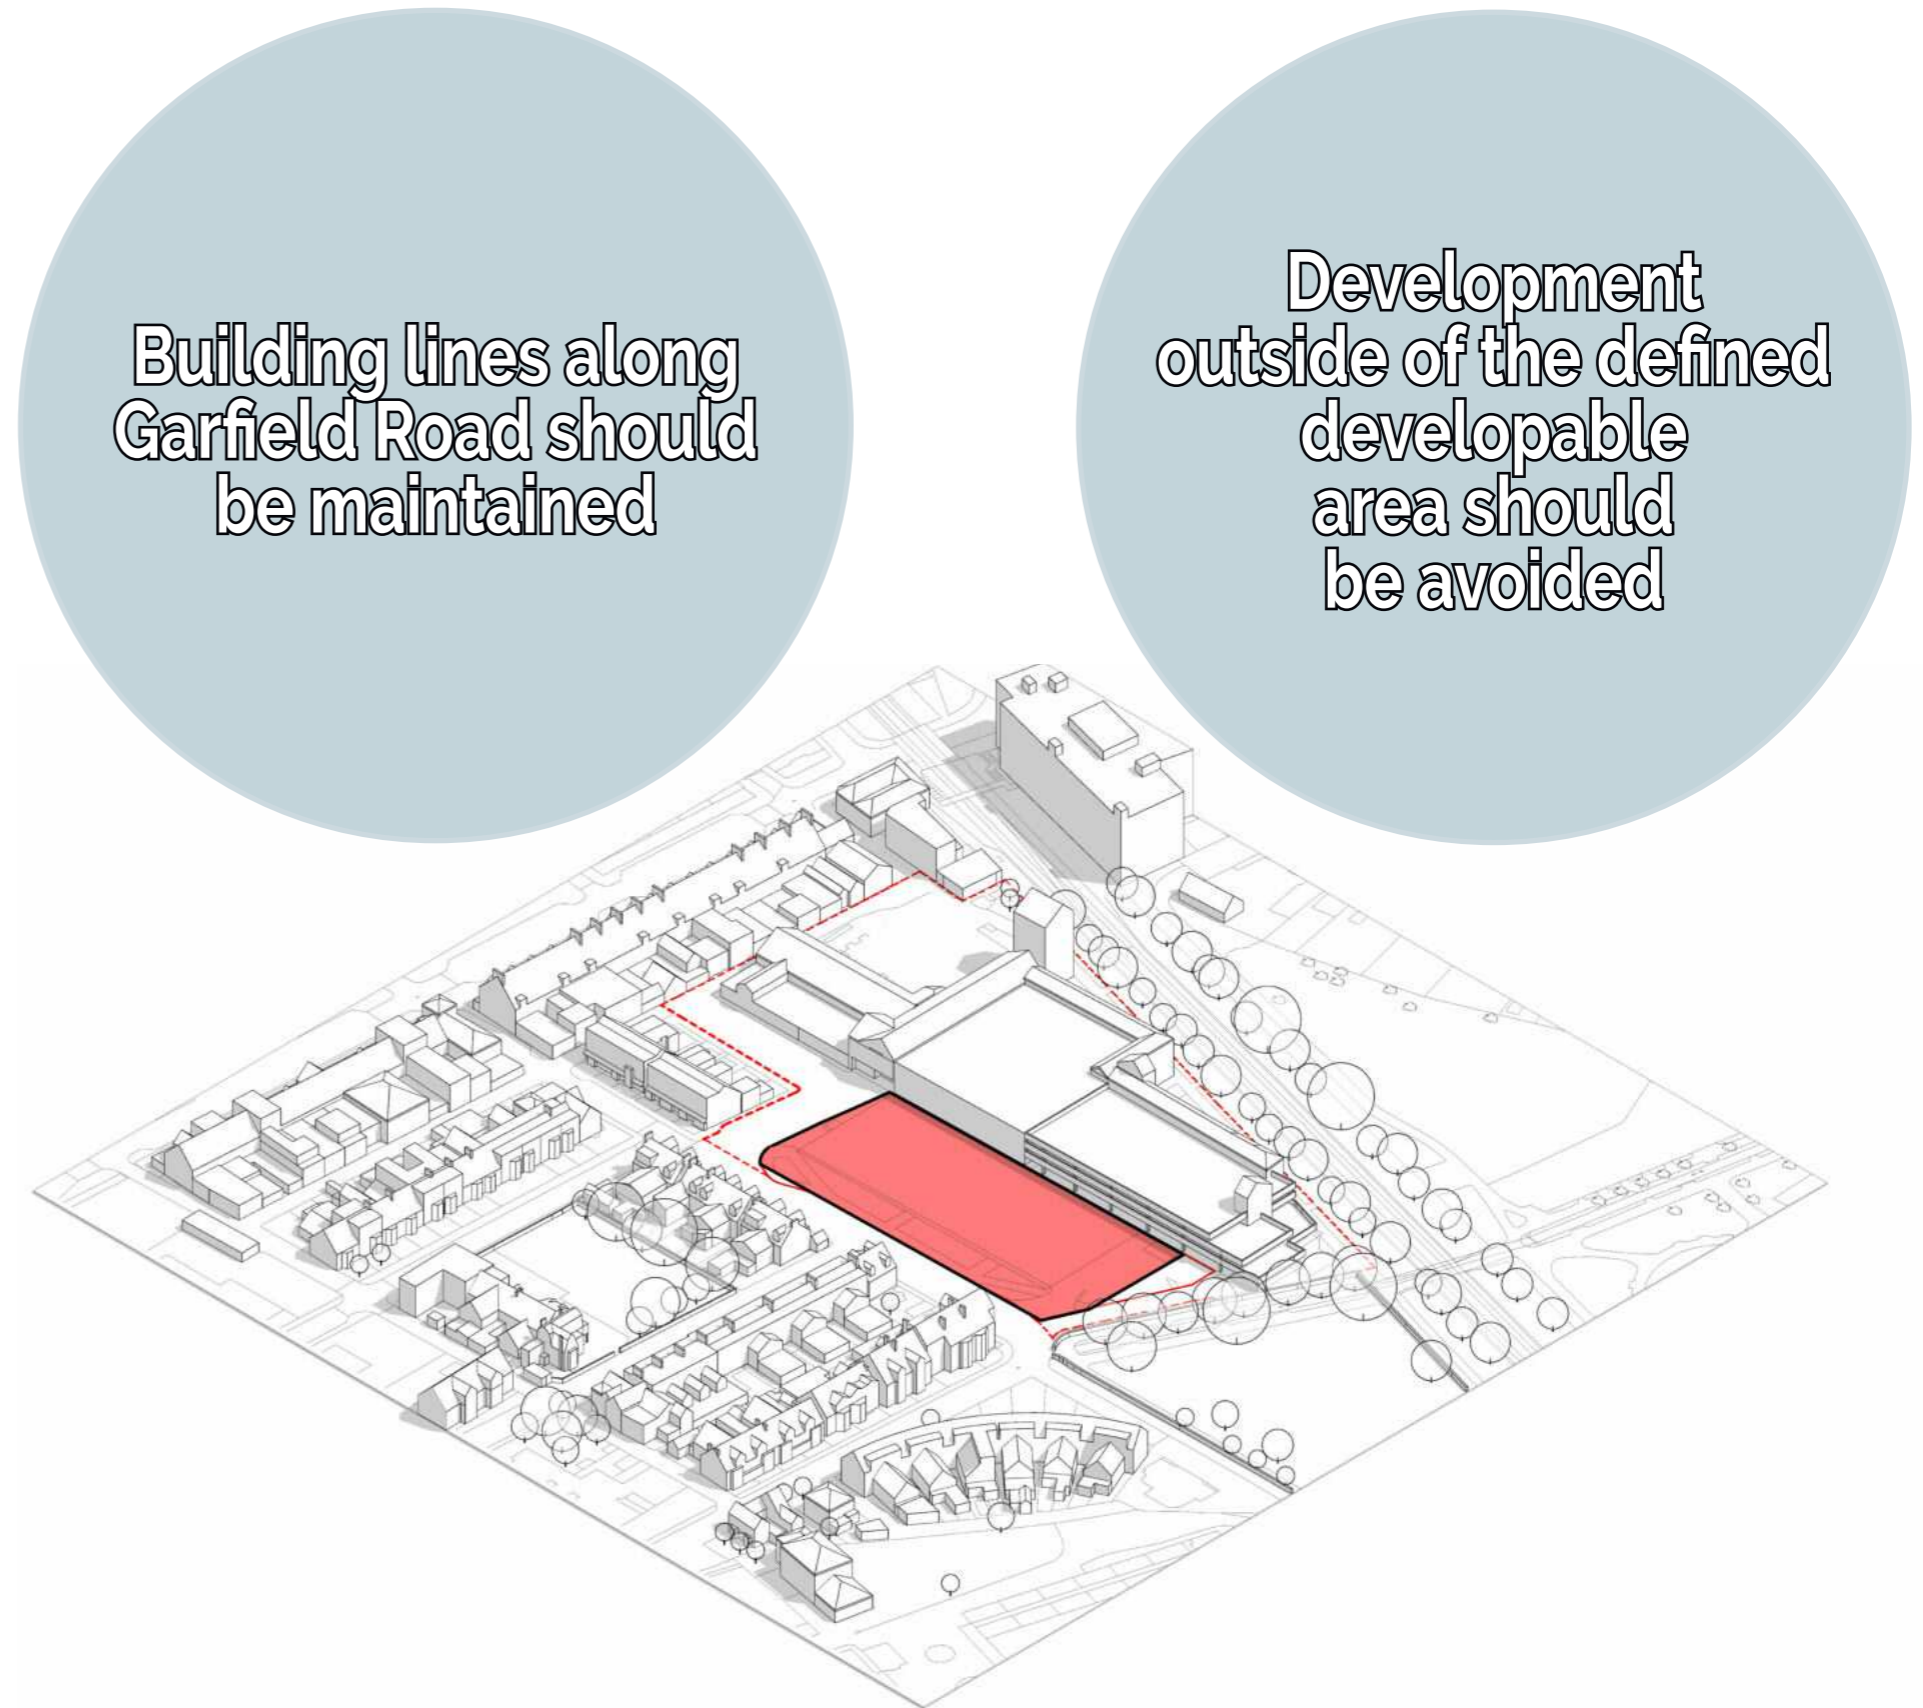 Building lines along
Garfield Road should
be maintained
Development
outside of the defined
developable
area should
be avoided